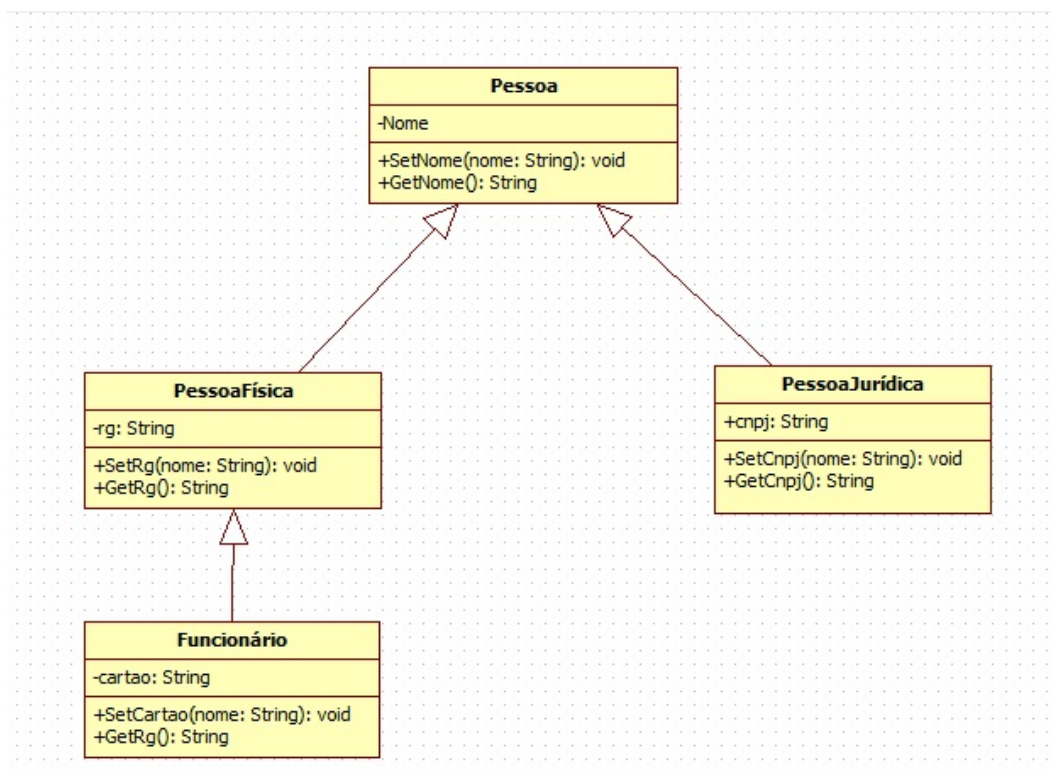 Pessoa
-Nome
+SetNome(nome: String): void
+GetNome(): String
PessoaFísica
-rg: String
+SetRg(nome: String): void
+GetRg(): String
PessoaJurídica
+cnpj: String
+SetCnpj(nome: String): void
+GetCnpj(): String
Funcionário
-cartao: String
+SetCartao(nome: String): void
+GetRg(): String